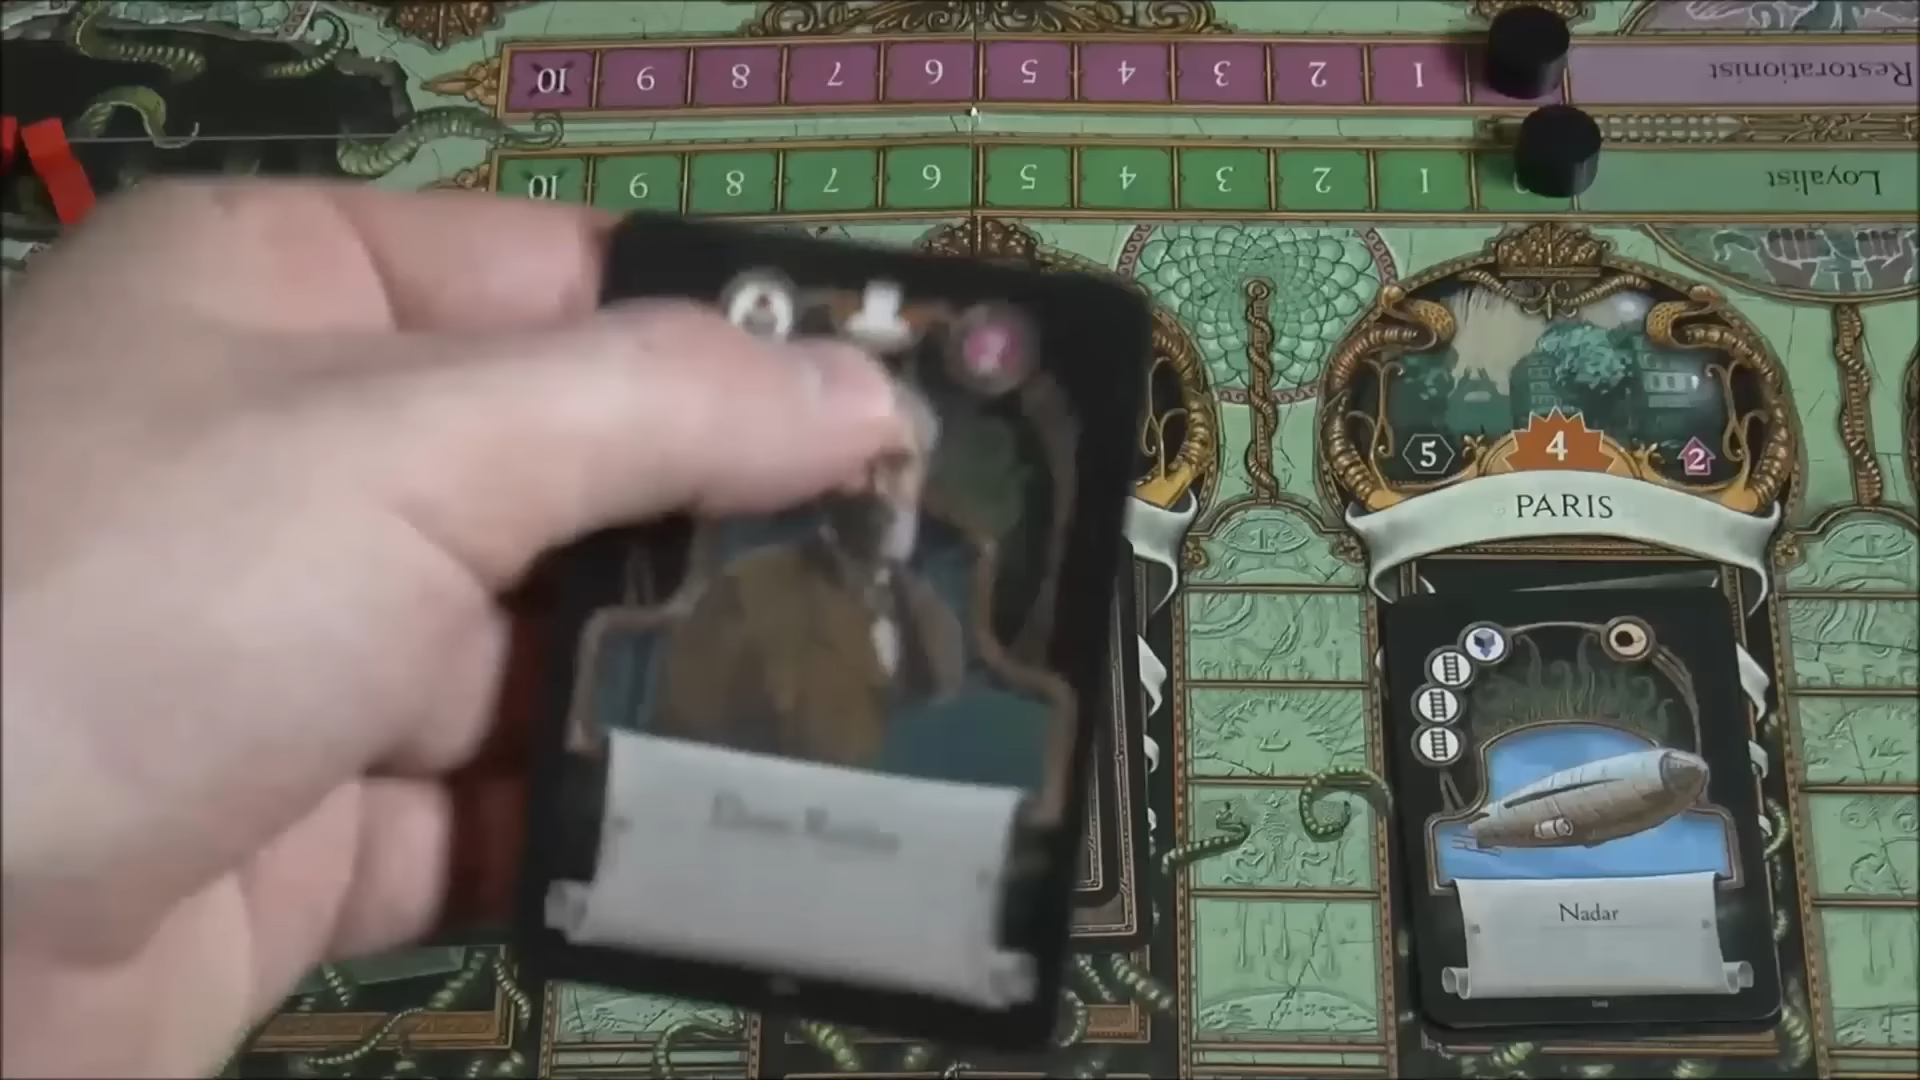 10 9 8 7 6 5 4 3 2 1 Restorationist
10 9 8 7 6 5 4 3 2 1 Loyalist
5 4 2
PARIS
Nadar